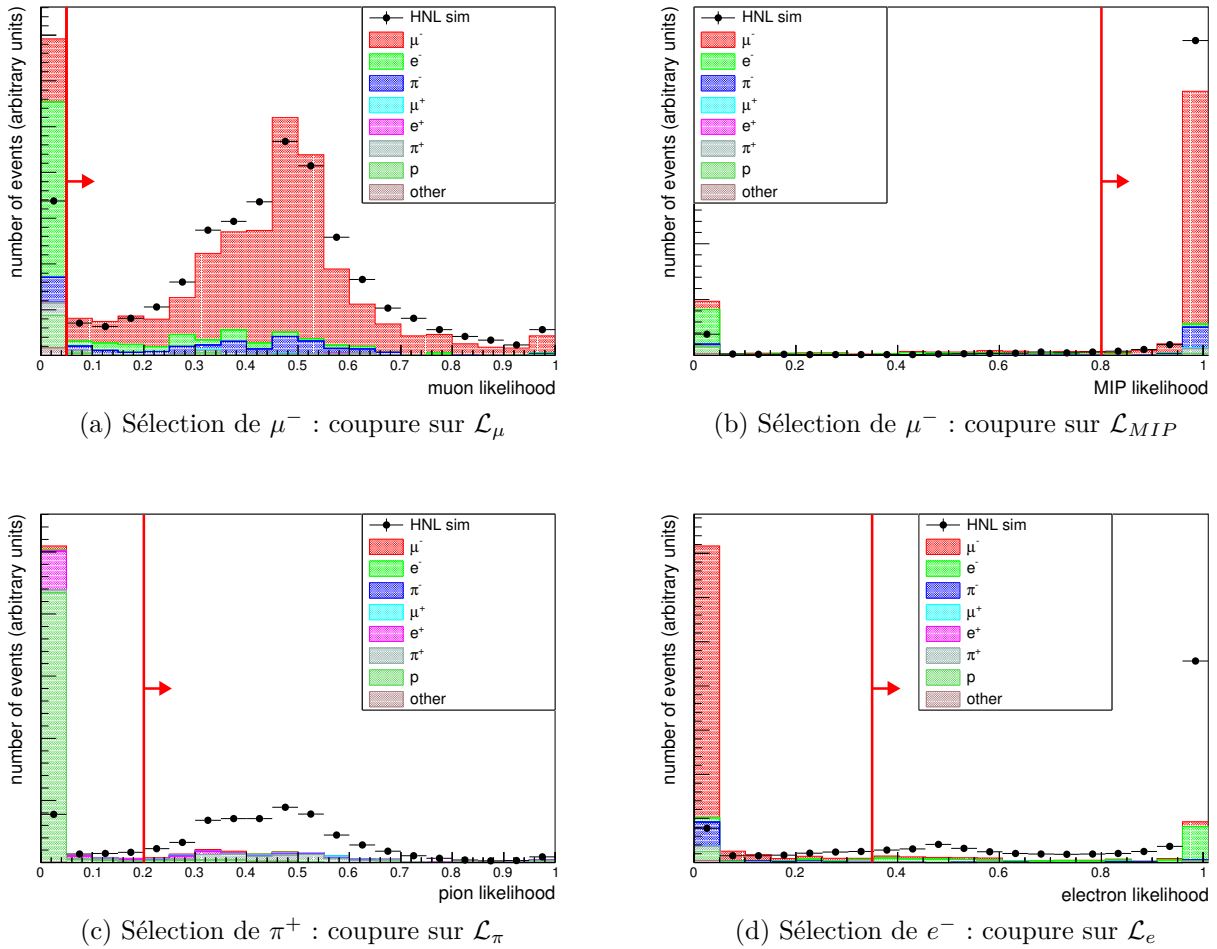 number of events (arbitrary units)
HNL sim
μ-
e-
π-
μ+
e+
π+
p
other
0 0.1 0.2 0.3 0.4 0.5 0.6 0.7 0.8 0.9 1
muon likelihood
(a) Sélection de μ− : coupure sur ℒμ
number of events (arbitrary units)
HNL sim
μ-
e-
π-
μ+
e+
π+
p
other
0 0.2 0.4 0.6 0.8 1
MIP likelihood
(b) Sélection de μ− : coupure sur ℒMIP
number of events (arbitrary units)
HNL sim
μ-
e-
π-
μ+
e+
π+
p
other
0 0.1 0.2 0.3 0.4 0.5 0.6 0.7 0.8 0.9 1
pion likelihood
(c) Sélection de π+ : coupure sur ℒπ
number of events (arbitrary units)
HNL sim
μ-
e-
π-
μ+
e+
π+
p
other
0 0.2 0.4 0.6 0.8 1
electron likelihood
(d) Sélection de e− : coupure sur ℒe